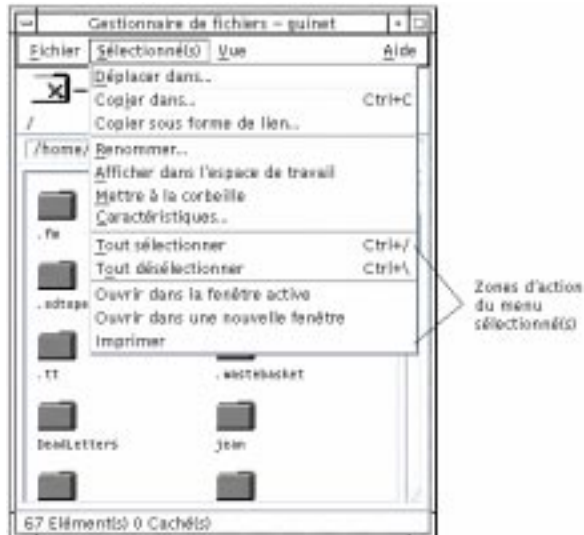 Gestionnaire de fichiers – guinet
Fichier Sélectionné(s) Vue Aide
Déplacer dans...
Copier dans... Ctrl+C
Copier sous forme de lien...
/
/home/
Renommer...
Afficher dans l'espace de travail
Mettre à la corbeille
Caractéristiques...
Tout sélectionner Ctrl+/
Tout désélectionner Ctrl+\
Ouvrir dans la fenêtre active
Ouvrir dans une nouvelle fenêtre
Imprimer
.fm
.sdtape
.TT .wastebasket
DeadLetters joan
67 Elément(s) 0 Caché(s)
Zones d'action
du menu
sélectionné(s)